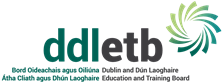 ddletb
Bord Oideachais agus Oiliúna Dublin and Dún Laoghaire
Átha Cliath agus Dhún Laoghaire Education and Training Board